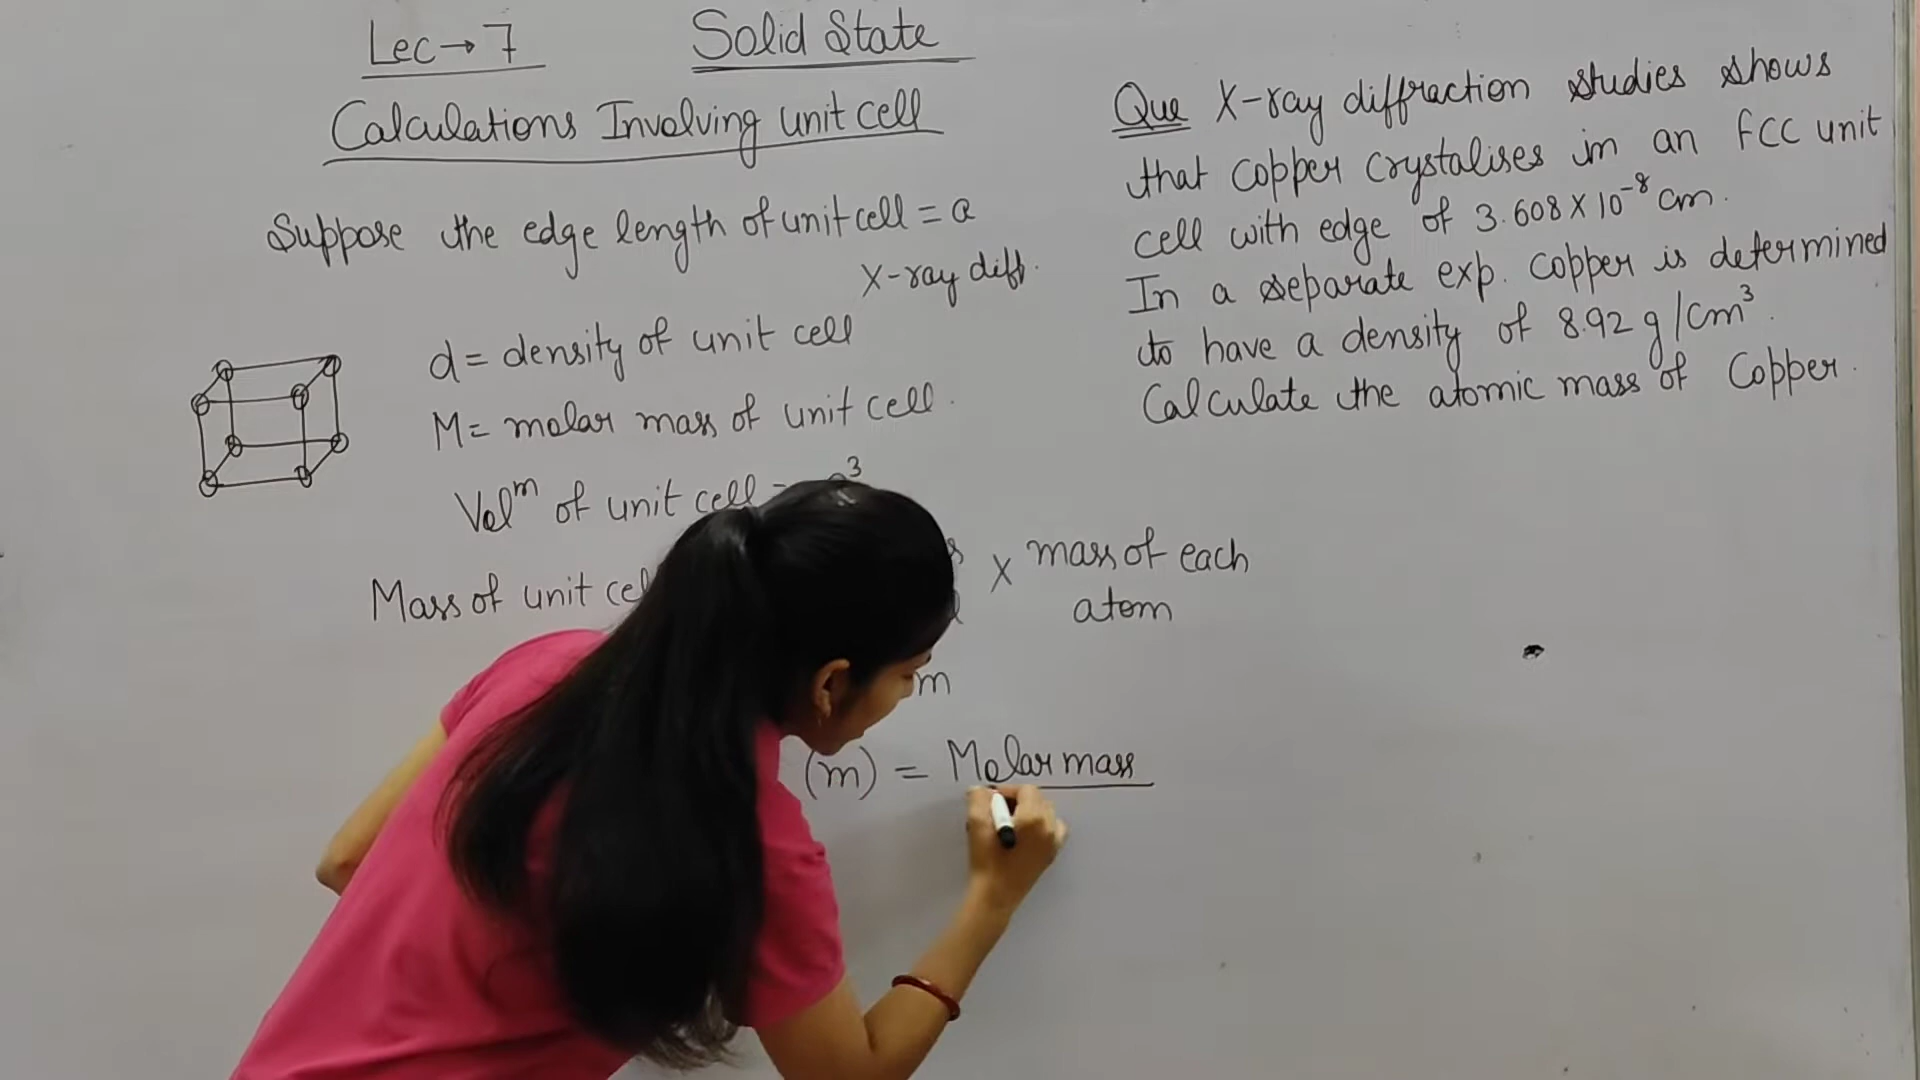 Lec→7
Solid State
Calculations Involving unit cell
Suppose the edge length of unit cell = a
X-ray diff.
d = density of unit cell
M = molar mass of unit cell.
Vol^m of unit cell = a³
Mass of unit cel
× mass of each
atom
m
(m) = Molar mass
Que X-ray diffraction studies shows
that copper crystalises in an fcc unit
cell with edge of 3.608×10⁻⁸ cm.
In a separate exp. copper is determined
to have a density of 8.92 g/cm³.
Calculate the atomic mass of Copper.